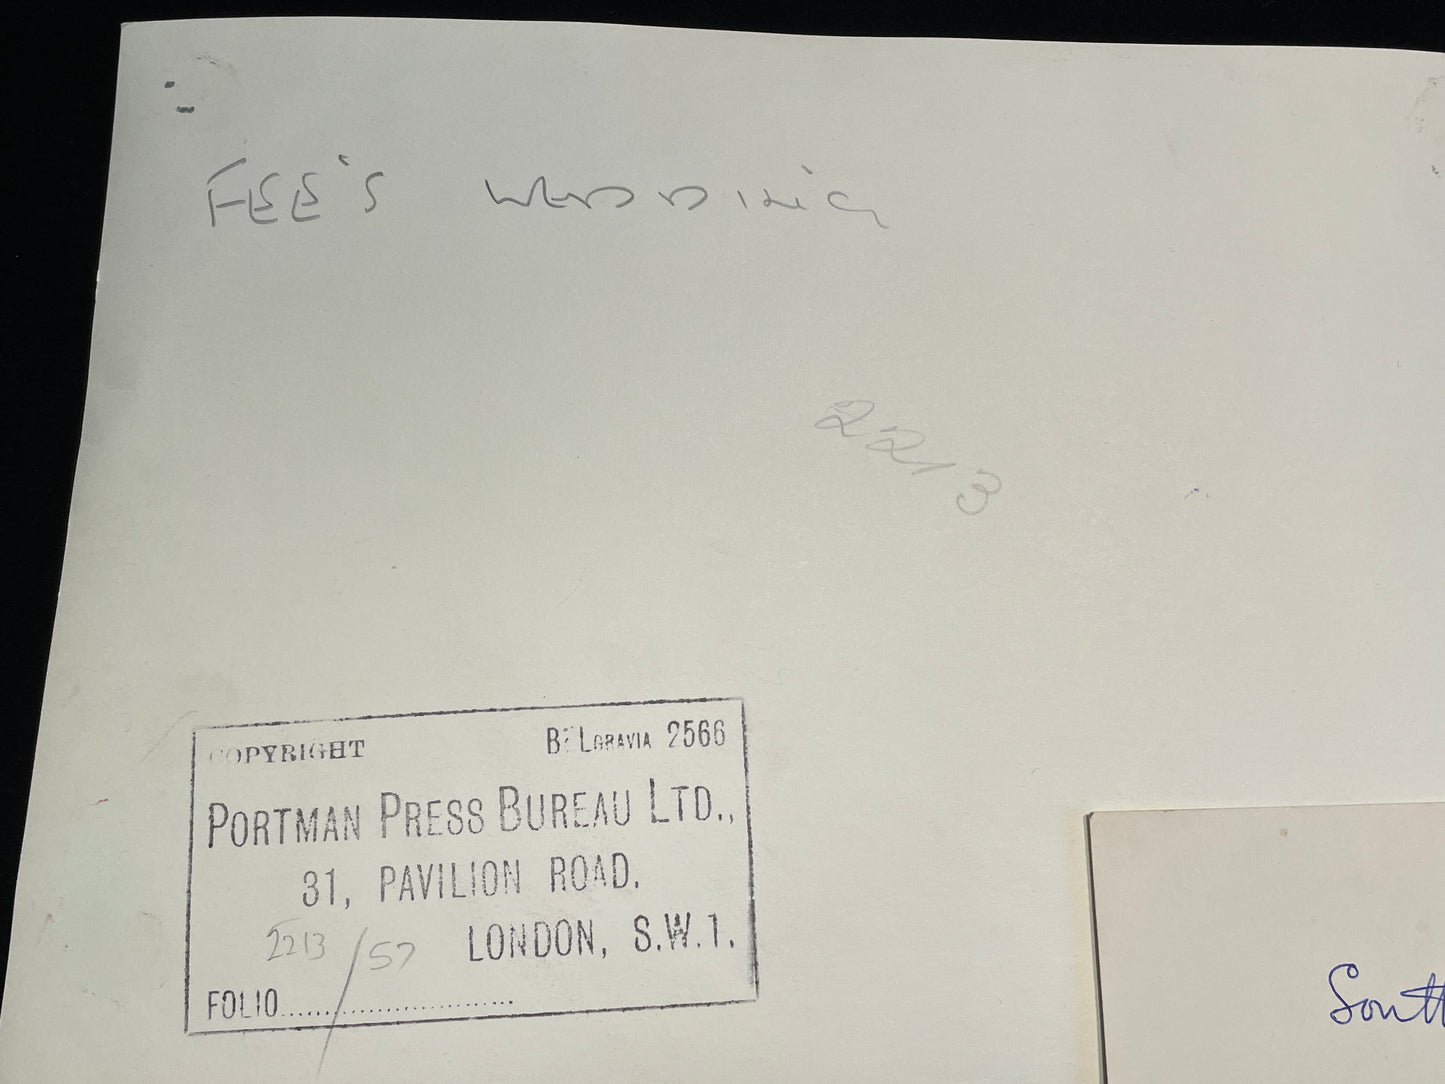 FEE'S WEDDING
2213
COPYRIGHT BELGRAVIA 2566
PORTMAN PRESS BUREAU LTD.,
31, PAVILION ROAD,
LONDON, S.W.1.
2213/57
FOLIO........................